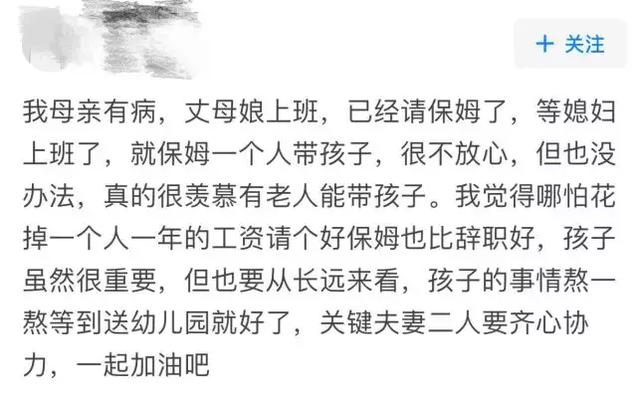 + 关注
我母亲有病，丈母娘上班，已经请保姆了，等媳妇
上班了，就保姆一个人带孩子，很不放心，但也没
办法，真的很羡慕有老人能带孩子。我觉得哪怕花
掉一个人一年的工资请个好保姆也比辞职好，孩子
虽然很重要，但也要从长远来看，孩子的事情熬一
熬等到送幼儿园就好了，关键夫妻二人要齐心协
力，一起加油吧